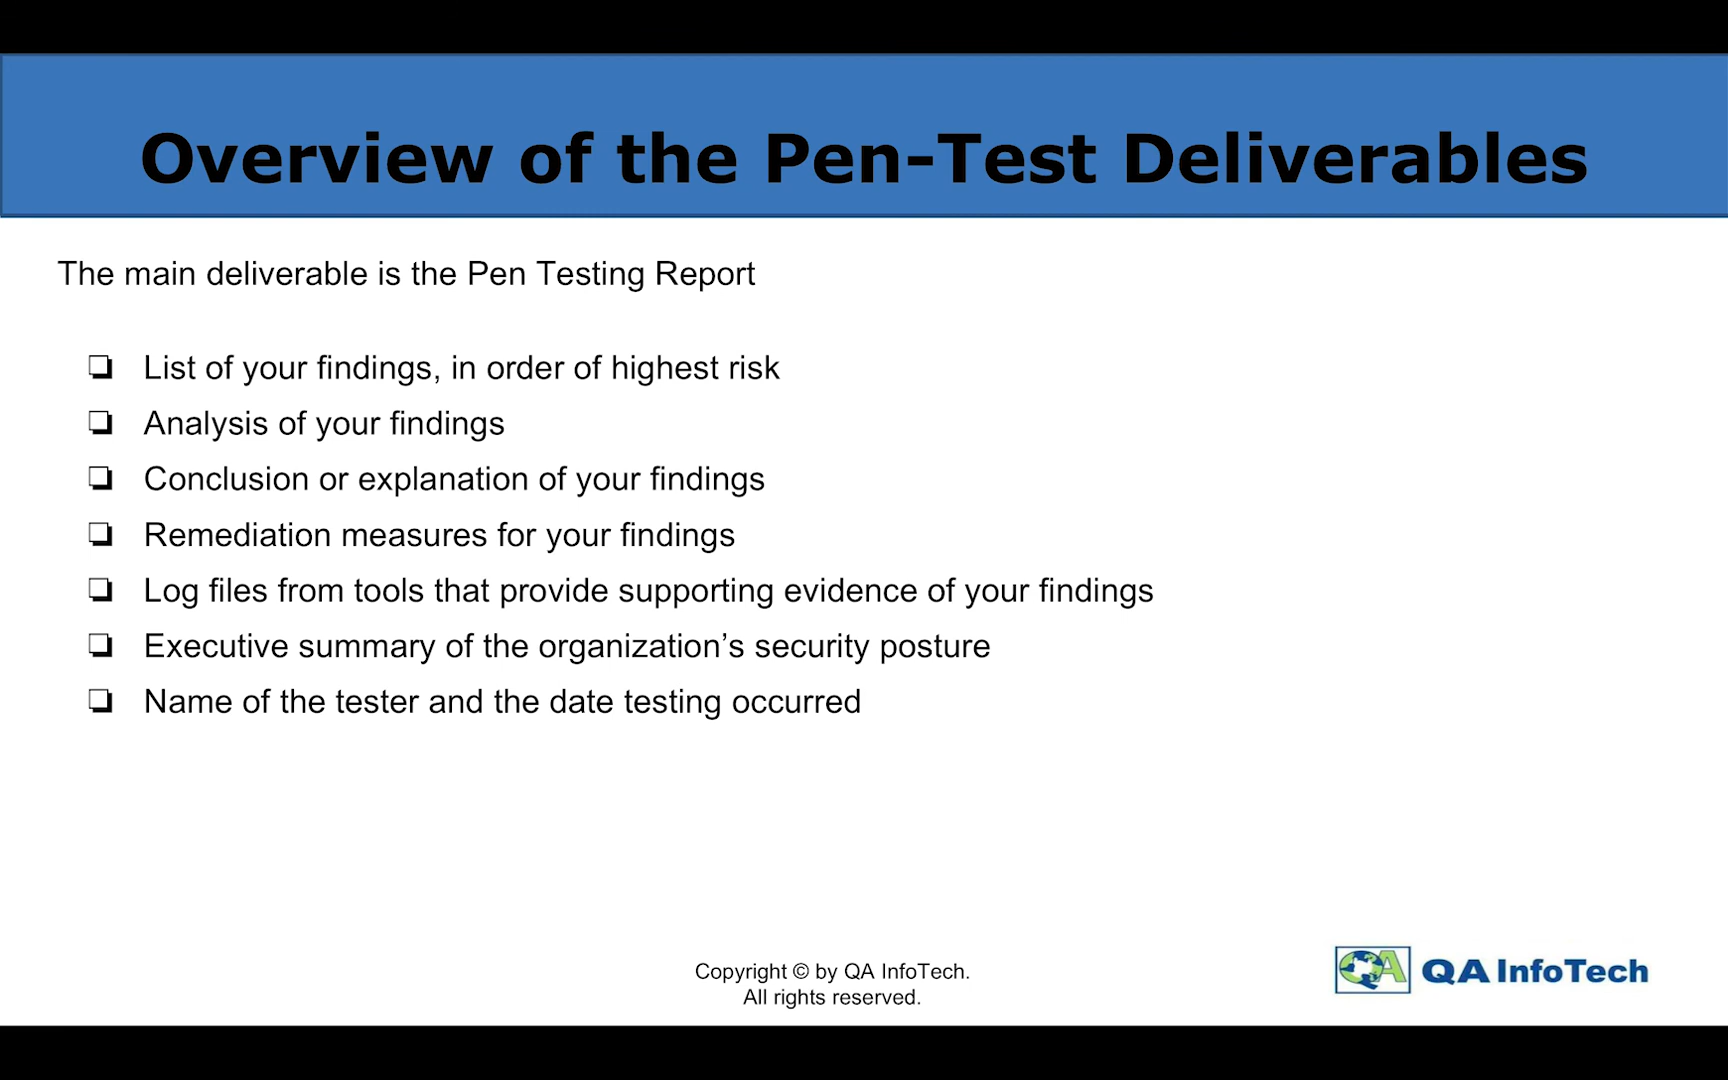 Overview of the Pen-Test Deliverables
The main deliverable is the Pen Testing Report
❏ List of your findings, in order of highest risk
❏ Analysis of your findings
❏ Conclusion or explanation of your findings
❏ Remediation measures for your findings
❏ Log files from tools that provide supporting evidence of your findings
❏ Executive summary of the organization’s security posture
❏ Name of the tester and the date testing occurred
Copyright © by QA InfoTech.
All rights reserved.
QA QA InfoTech